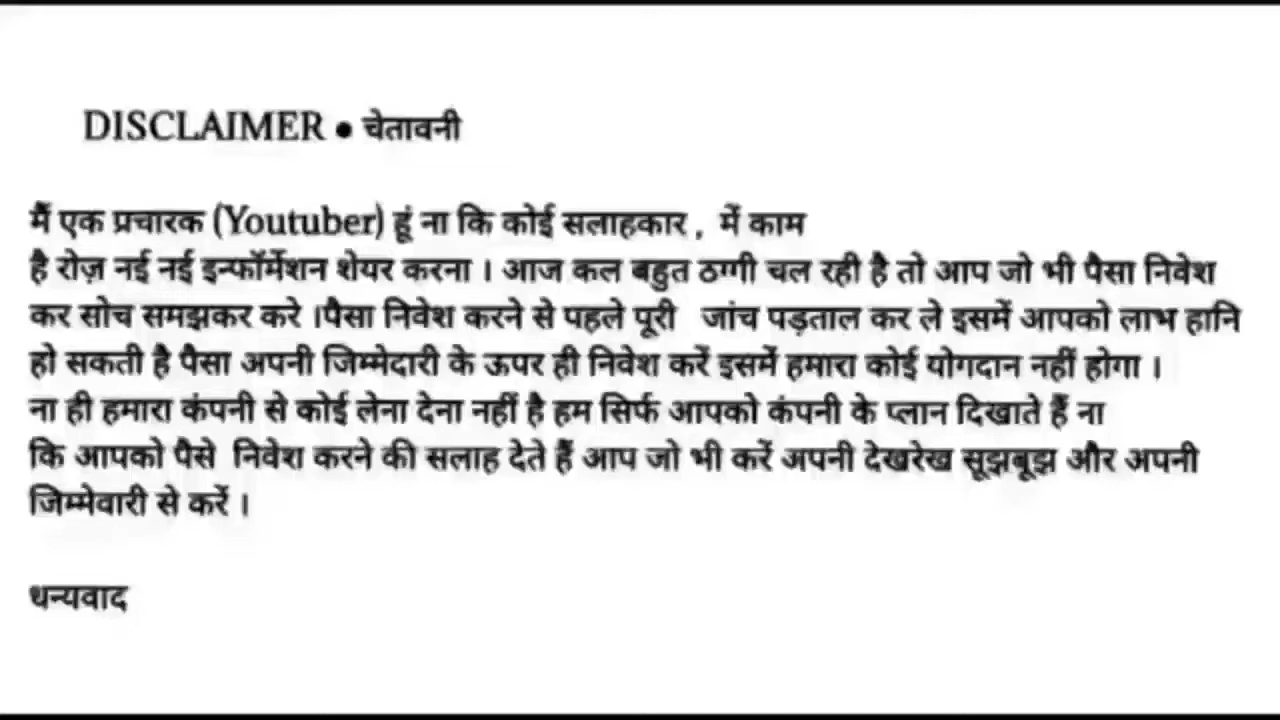 DISCLAIMER ● चेतावनी
मैं एक प्रचारक (Youtuber) हूं ना कि कोई सलाहकार , में काम
है रोज़ नई नई इन्फॉर्मेशन शेयर करना । आज कल बहुत ठग्गी चल रही है तो आप जो भी पैसा निवेश
कर सोच समझकर करे ।पैसा निवेश करने से पहले पूरी जांच पड़ताल कर ले इसमें आपको लाभ हानि
हो सकती है पैसा अपनी जिम्मेदारी के ऊपर ही निवेश करें इसमें हमारा कोई योगदान नहीं होगा ।
ना ही हमारा कंपनी से कोई लेना देना नहीं है हम सिर्फ आपको कंपनी के प्लान दिखाते हैं ना
कि आपको पैसे निवेश करने की सलाह देते हैं आप जो भी करें अपनी देखरेख सूझबूझ और अपनी
जिम्मेवारी से करें ।
धन्यवाद